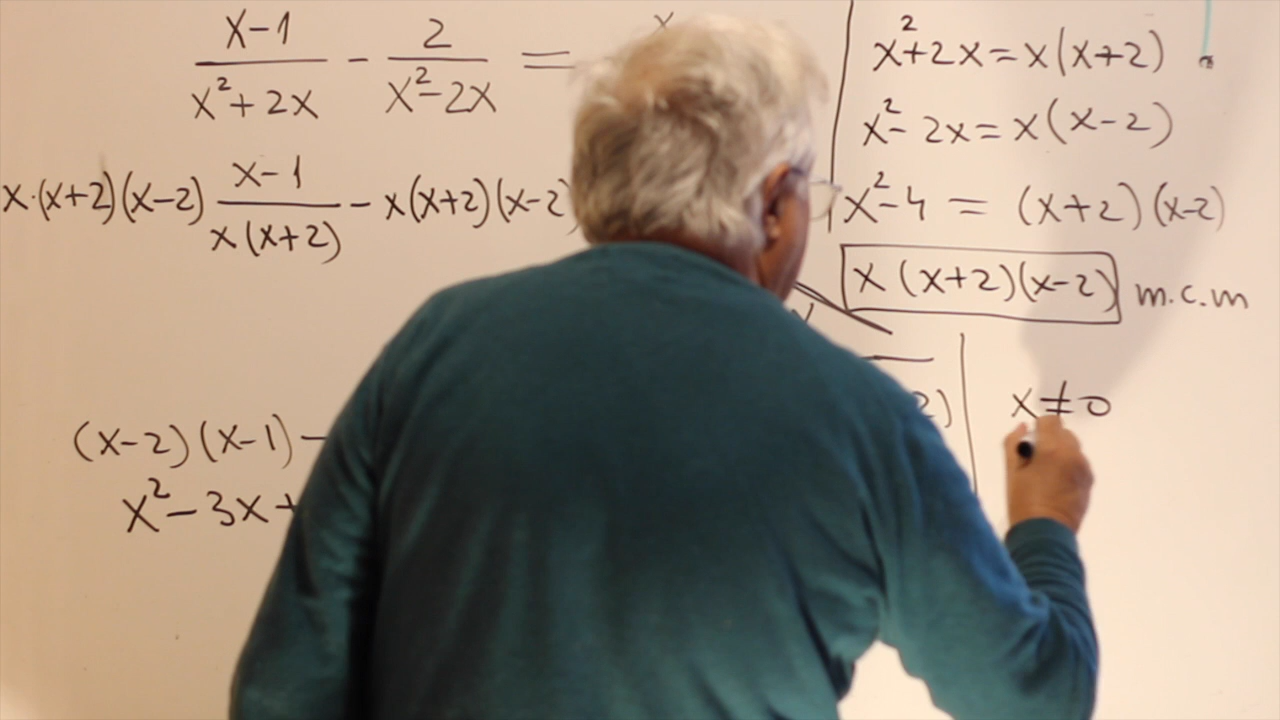 x-1/x²+2x - 2/x²-2x = x
x·(x+2)(x-2) x-1/x(x+2) - x(x+2)(x-2)
(x-2)(x-1) -
x² - 3x +
x²+2x = x(x+2)
x²-2x = x(x-2)
x²-4 = (x+2)(x-2)
x(x+2)(x-2) m.c.m
2)
x≠0